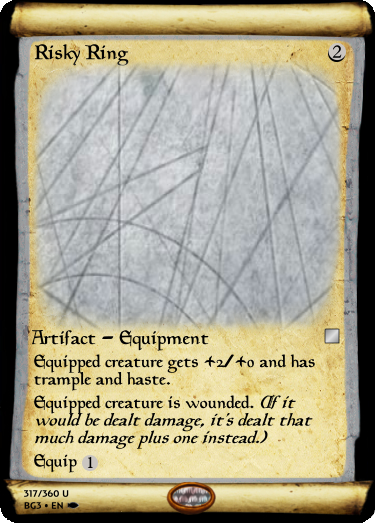 Risky Ring 2
Artifact – Equipment
Equipped creature gets +2/+0 and has
trample and haste.
Equipped creature is wounded. (If it
would be dealt damage, it's dealt that
much damage plus one instead.)
Equip 1
317/360 U
BG3 • EN